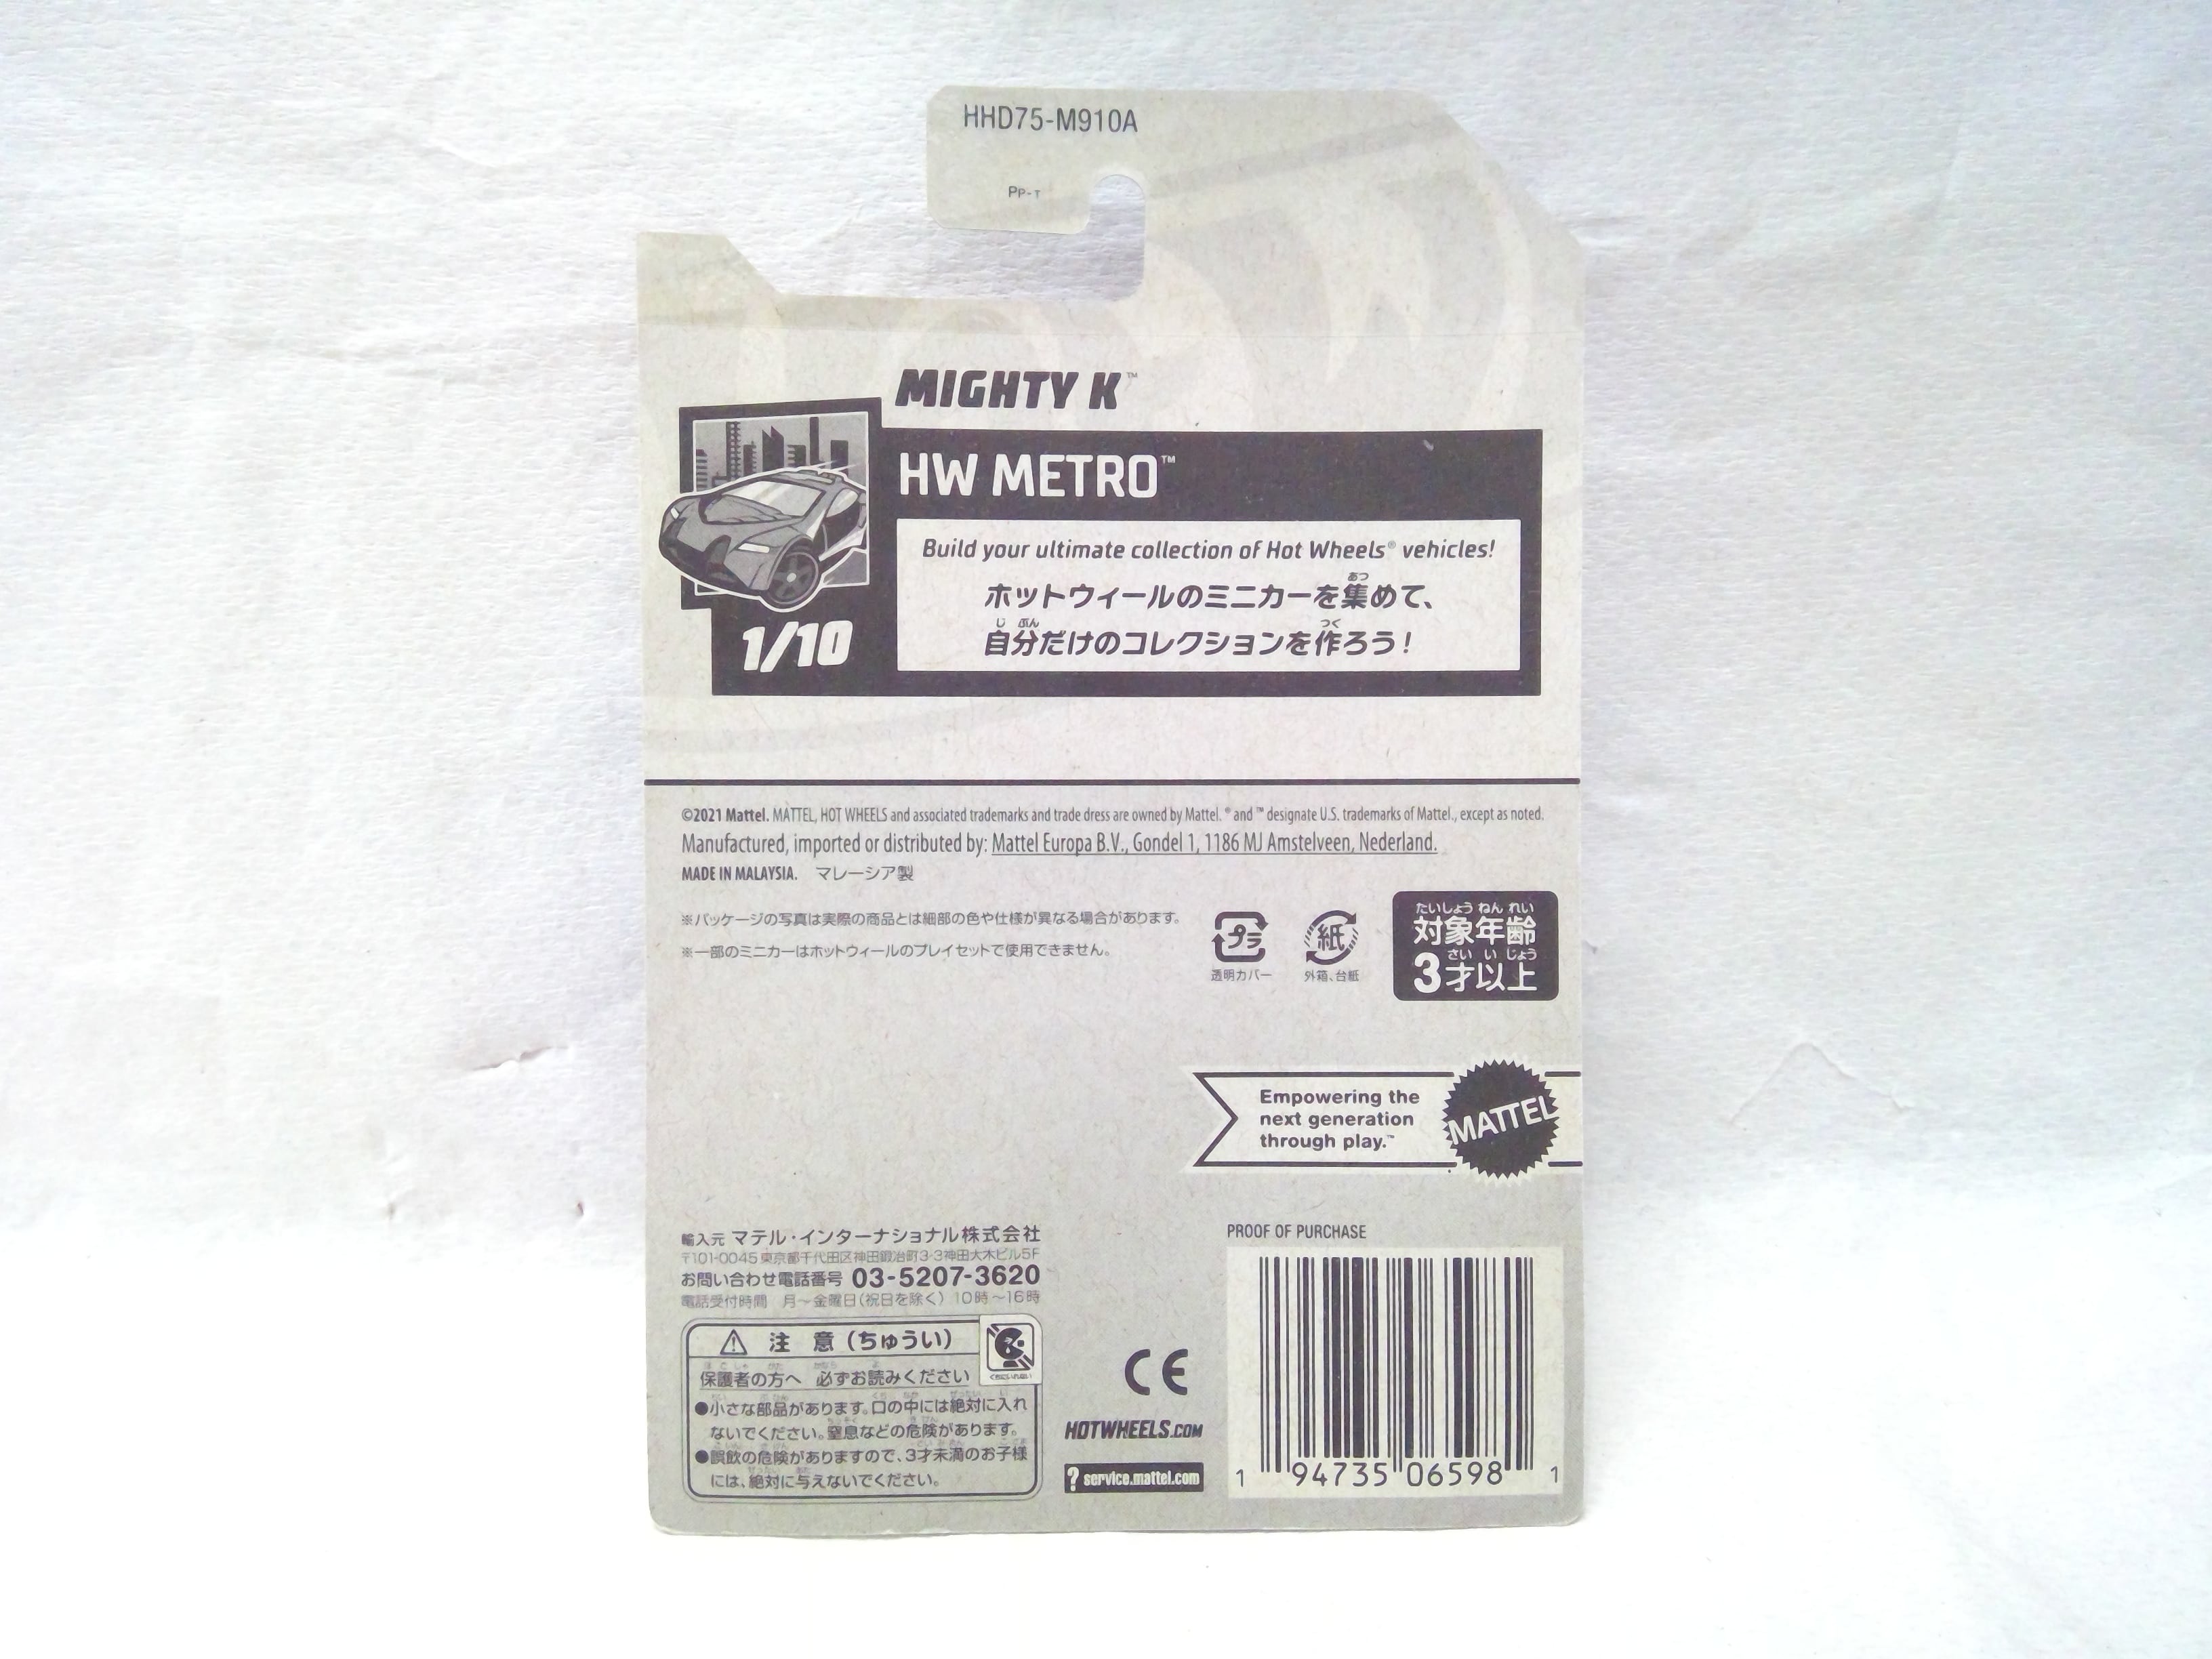 HHD75-M910A
PP-T
MIGHTY K™
HW METRO™
1/10
Build your ultimate collection of Hot Wheels® vehicles!
ホットウィールのミニカーを集めて、
自分だけのコレクションを作ろう！
©2021 Mattel. MATTEL, HOT WHEELS and associated trademarks and trade dress are owned by Mattel. ® and ™ designate U.S. trademarks of Mattel., except as noted.
Manufactured, imported or distributed by: Mattel Europa B.V., Gondel 1, 1186 MJ Amstelveen, Nederland.
MADE IN MALAYSIA. マレーシア製
※パッケージの写真は実際の商品とは細部の色や仕様が異なる場合があります。
※一部のミニカーはホットウィールのプレイセットで使用できません。
プラ
透明カバー
紙
外箱、台紙
たいしょう ねん れい
対象年齢
さい い じょう
3才以上
Empowering the
next generation
through play.™
MATTEL
輸入元 マテル・インターナショナル株式会社
〒101-0045 東京都千代田区神田鍛冶町3-3神田大木ビル5F
お問い合わせ電話番号 03-5207-3620
電話受付時間 月～金曜日（祝日を除く）10時～16時
注 意（ちゅうい）
保護者の方へ 必ずお読みください
●小さな部品があります。口の中には絶対に入れ
ないでください。窒息などの危険があります。
●誤飲の危険がありますので、3才未満のお子様
には、絶対に与えないでください。
CE
HOTWHEELS.COM
? service.mattel.com
PROOF OF PURCHASE
1 94735 06598 1